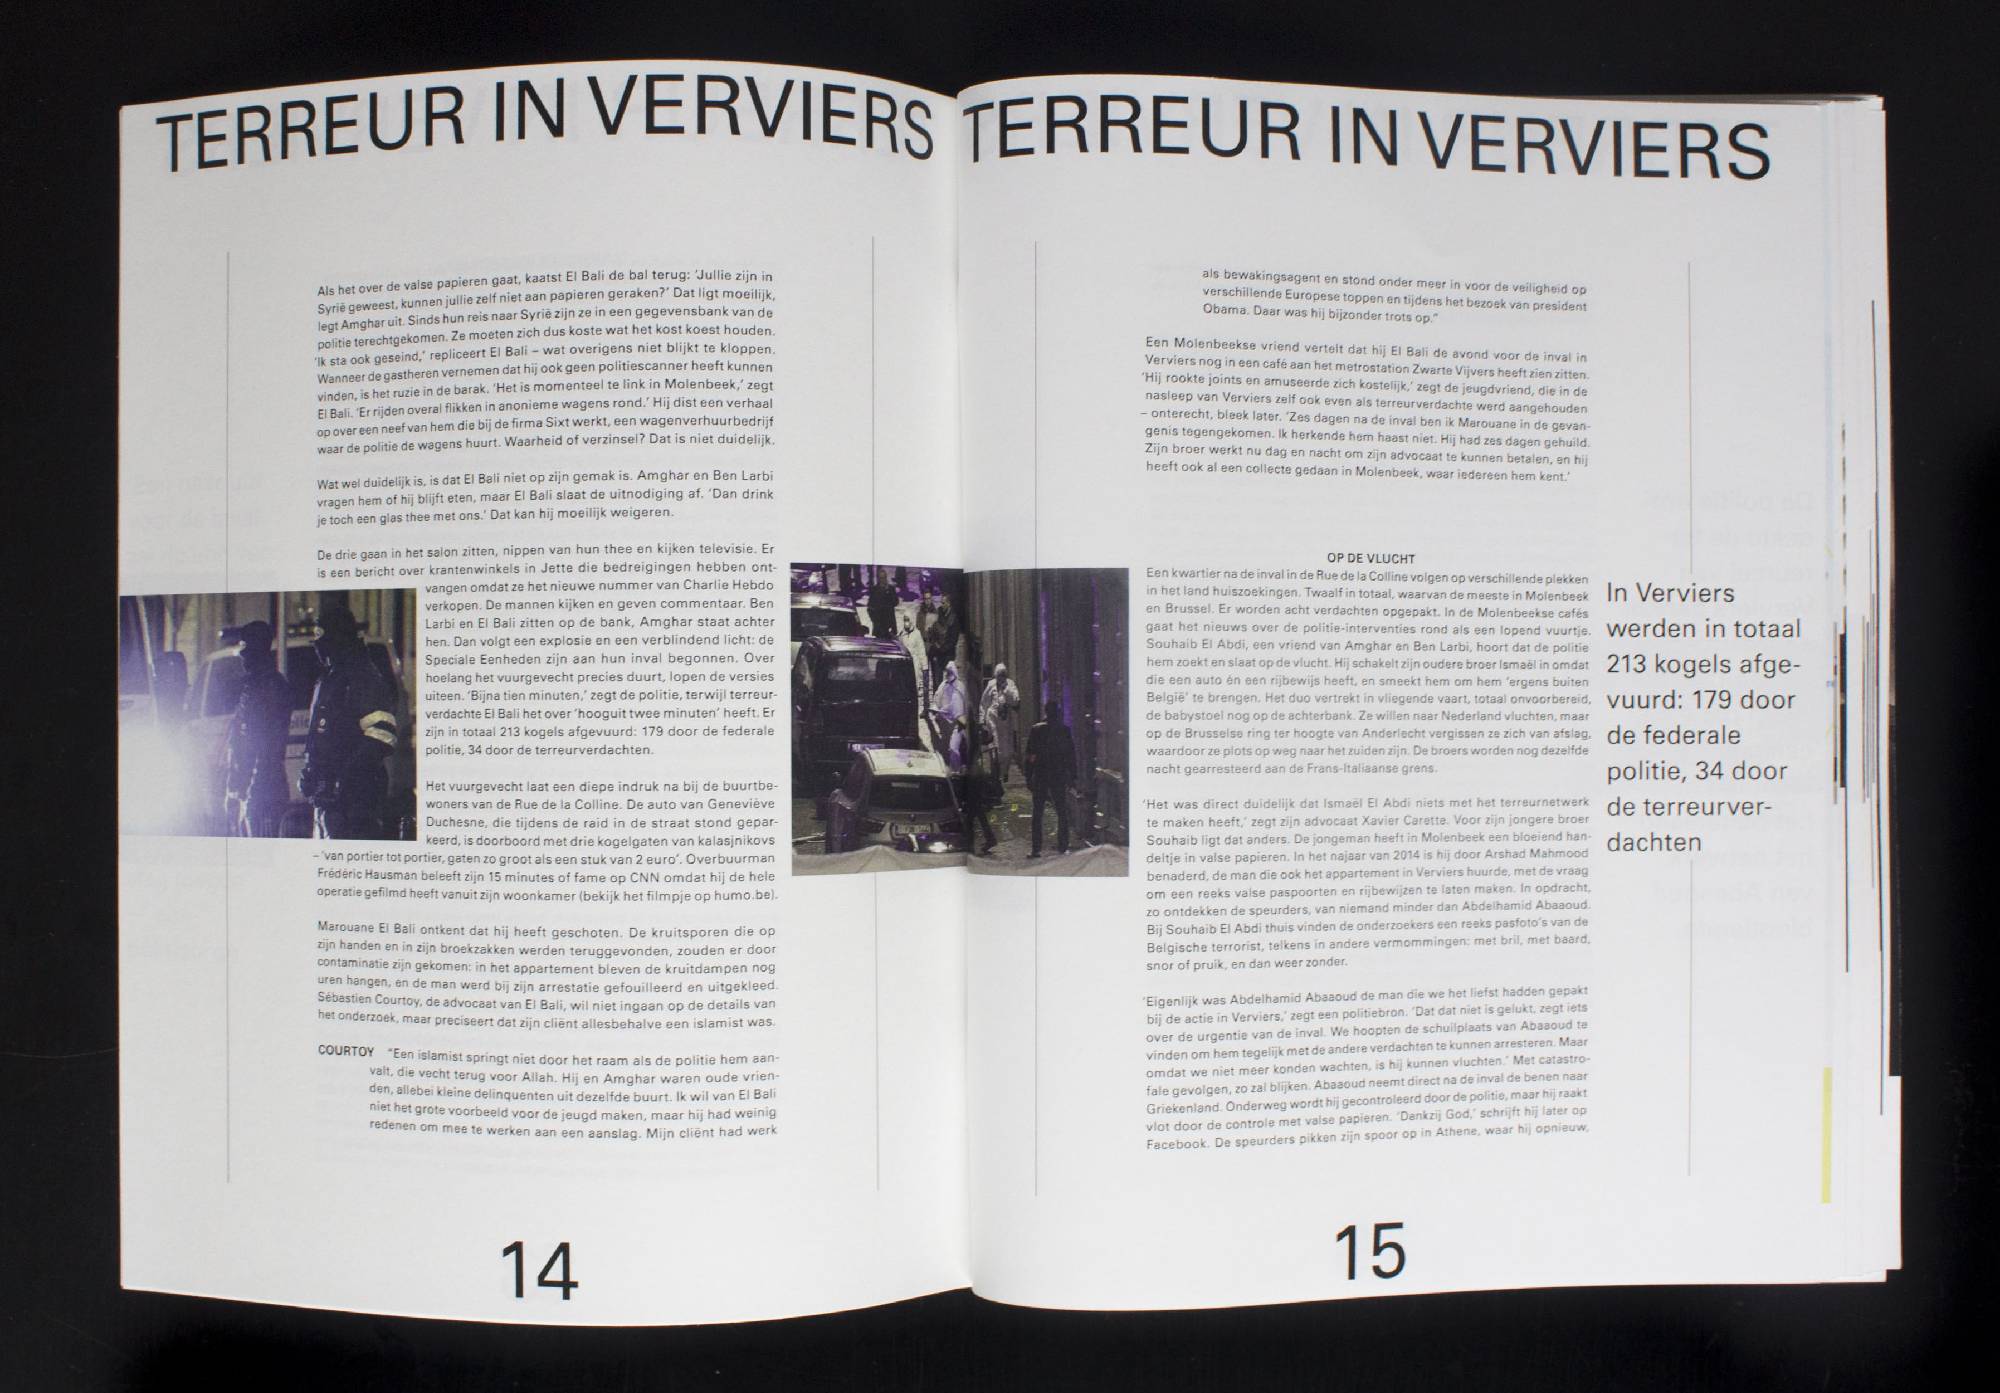 TERREUR IN VERVIERS
Als het over de valse papieren gaat, kaatst El Bali de bal terug: 'Jullie zijn in
Syrië geweest, kunnen jullie zelf niet aan papieren geraken?' Dat ligt moeilijk,
legt Amghar uit. Sinds hun reis naar Syrië zijn ze in een gegevensbank van de
politie terechtgekomen. Ze moeten zich dus koste wat het kost koest houden.
'Ik sta ook geseind,' repliceert El Bali – wat overigens niet blijkt te kloppen.
Wanneer de gastheren vernemen dat hij ook geen politiescanner heeft kunnen
vinden, is het ruzie in de barak. 'Het is momenteel te link in Molenbeek,' zegt
El Bali. 'Er rijden overal flikken in anonieme wagens rond.' Hij dist een verhaal
op over een neef van hem die bij de firma Sixt werkt, een wagenverhuurbedrijf
waar de politie de wagens huurt. Waarheid of verzinsel? Dat is niet duidelijk.
Wat wel duidelijk is, is dat El Bali niet op zijn gemak is. Amghar en Ben Larbi
vragen hem of hij blijft eten, maar El Bali slaat de uitnodiging af. 'Dan drink
je toch een glas thee met ons.' Dat kan hij moeilijk weigeren.
De drie gaan in het salon zitten, nippen van hun thee en kijken televisie. Er
is een bericht over krantenwinkels in Jette die bedreigingen hebben ont-
vangen omdat ze het nieuwe nummer van Charlie Hebdo
verkopen. De mannen kijken en geven commentaar. Ben
Larbi en El Bali zitten op de bank, Amghar staat achter
hen. Dan volgt een explosie en een verblindend licht: de
Speciale Eenheden zijn aan hun inval begonnen. Over
hoelang het vuurgevecht precies duurt, lopen de versies
uiteen. 'Bijna tien minuten,' zegt de politie, terwijl terreur-
verdachte El Bali het over 'hooguit twee minuten' heeft. Er
zijn in totaal 213 kogels afgevuurd: 179 door de federale
politie, 34 door de terreurverdachten.
Het vuurgevecht laat een diepe indruk na bij de buurtbe-
woners van de Rue de la Colline. De auto van Geneviève
Duchesne, die tijdens de raid in de straat stond gepar-
keerd, is doorboord met drie kogelgaten van kalasjnikovs
– 'van portier tot portier, gaten zo groot als een stuk van 2 euro'. Overbuurman
Frédéric Hausman beleeft zijn 15 minutes of fame op CNN omdat hij de hele
operatie gefilmd heeft vanuit zijn woonkamer (bekijk het filmpje op humo.be).
Marouane El Bali ontkent dat hij heeft geschoten. De kruitsporen die op
zijn handen en in zijn broekzakken werden teruggevonden, zouden er door
contaminatie zijn gekomen: in het appartement bleven de kruitdampen nog
uren hangen, en de man werd bij zijn arrestatie gefouilleerd en uitgekleed.
Sébastien Courtoy, de advocaat van El Bali, wil niet ingaan op de details van
het onderzoek, maar preciseert dat zijn cliënt allesbehalve een islamist was.
COURTOY "Een islamist springt niet door het raam als de politie hem aan-
valt, die vecht terug voor Allah. Hij en Amghar waren oude vrien-
den, allebei kleine delinquenten uit dezelfde buurt. Ik wil van El Bali
niet het grote voorbeeld voor de jeugd maken, maar hij had weinig
redenen om mee te werken aan een aanslag. Mijn cliënt had werk
14
TERREUR IN VERVIERS
als bewakingsagent en stond onder meer in voor de veiligheid op
verschillende Europese toppen en tijdens het bezoek van president
Obama. Daar was hij bijzonder trots op."
Een Molenbeekse vriend vertelt dat hij El Bali de avond voor de inval in
Verviers nog in een café aan het metrostation Zwarte Vijvers heeft zien zitten.
'Hij rookte joints en amuseerde zich kostelijk,' zegt de jeugdvriend, die in de
nasleep van Verviers zelf ook even als terreurverdachte werd aangehouden
– onterecht, bleek later. 'Zes dagen na de inval ben ik Marouane in de gevan-
genis tegengekomen. Ik herkende hem haast niet. Hij had zes dagen gehuild.
Zijn broer werkt nu dag en nacht om zijn advocaat te kunnen betalen, en hij
heeft ook al een collecte gedaan in Molenbeek, waar iedereen hem kent.'
OP DE VLUCHT
Een kwartier na de inval in de Rue de la Colline volgen op verschillende plekken
in het land huiszoekingen. Twaalf in totaal, waarvan de meeste in Molenbeek
en Brussel. Er worden acht verdachten opgepakt. In de Molenbeekse cafés
gaat het nieuws over de politie-interventies rond als een lopend vuurtje.
Souhaib El Abdi, een vriend van Amghar en Ben Larbi, hoort dat de politie
hem zoekt en slaat op de vlucht. Hij schakelt zijn oudere broer Ismaël in omdat
die een auto én een rijbewijs heeft, en smeekt hem om hem 'ergens buiten
België' te brengen. Het duo vertrekt in vliegende vaart, totaal onvoorbereid,
de babystoel nog op de achterbank. Ze willen naar Nederland vluchten, maar
op de Brusselse ring ter hoogte van Anderlecht vergissen ze zich van afslag,
waardoor ze plots op weg naar het zuiden zijn. De broers worden nog dezelfde
nacht gearresteerd aan de Frans-Italiaanse grens.
'Het was direct duidelijk dat Ismaël El Abdi niets met het terreurnetwerk
te maken heeft,' zegt zijn advocaat Xavier Carette. Voor zijn jongere broer
Souhaib ligt dat anders. De jongeman heeft in Molenbeek een bloeiend han-
deltje in valse papieren. In het najaar van 2014 is hij door Arshad Mahmood
benaderd, de man die ook het appartement in Verviers huurde, met de vraag
om een reeks valse paspoorten en rijbewijzen te laten maken. In opdracht,
zo ontdekken de speurders, van niemand minder dan Abdelhamid Abaaoud.
Bij Souhaib El Abdi thuis vinden de onderzoekers een reeks pasfoto's van de
Belgische terrorist, telkens in andere vermommingen: met bril, met baard,
snor of pruik, en dan weer zonder.
'Eigenlijk was Abdelhamid Abaaoud de man die we het liefst hadden gepakt
bij de actie in Verviers,' zegt een politiebron. 'Dat dat niet is gelukt, zegt iets
over de urgentie van de inval. We hoopten de schuilplaats van Abaaoud te
vinden om hem tegelijk met de andere verdachten te kunnen arresteren. Maar
omdat we niet meer konden wachten, is hij kunnen vluchten.' Met catastro-
fale gevolgen, zo zal blijken. Abaaoud neemt direct na de inval de benen naar
Griekenland. Onderweg wordt hij gecontroleerd door de politie, maar hij raakt
vlot door de controle met valse papieren. 'Dankzij God,' schrijft hij later op
Facebook. De speurders pikken zijn spoor op in Athene, waar hij opnieuw,
In Verviers
werden in totaal
213 kogels afge-
vuurd: 179 door
de federale
politie, 34 door
de terreurver-
dachten
15